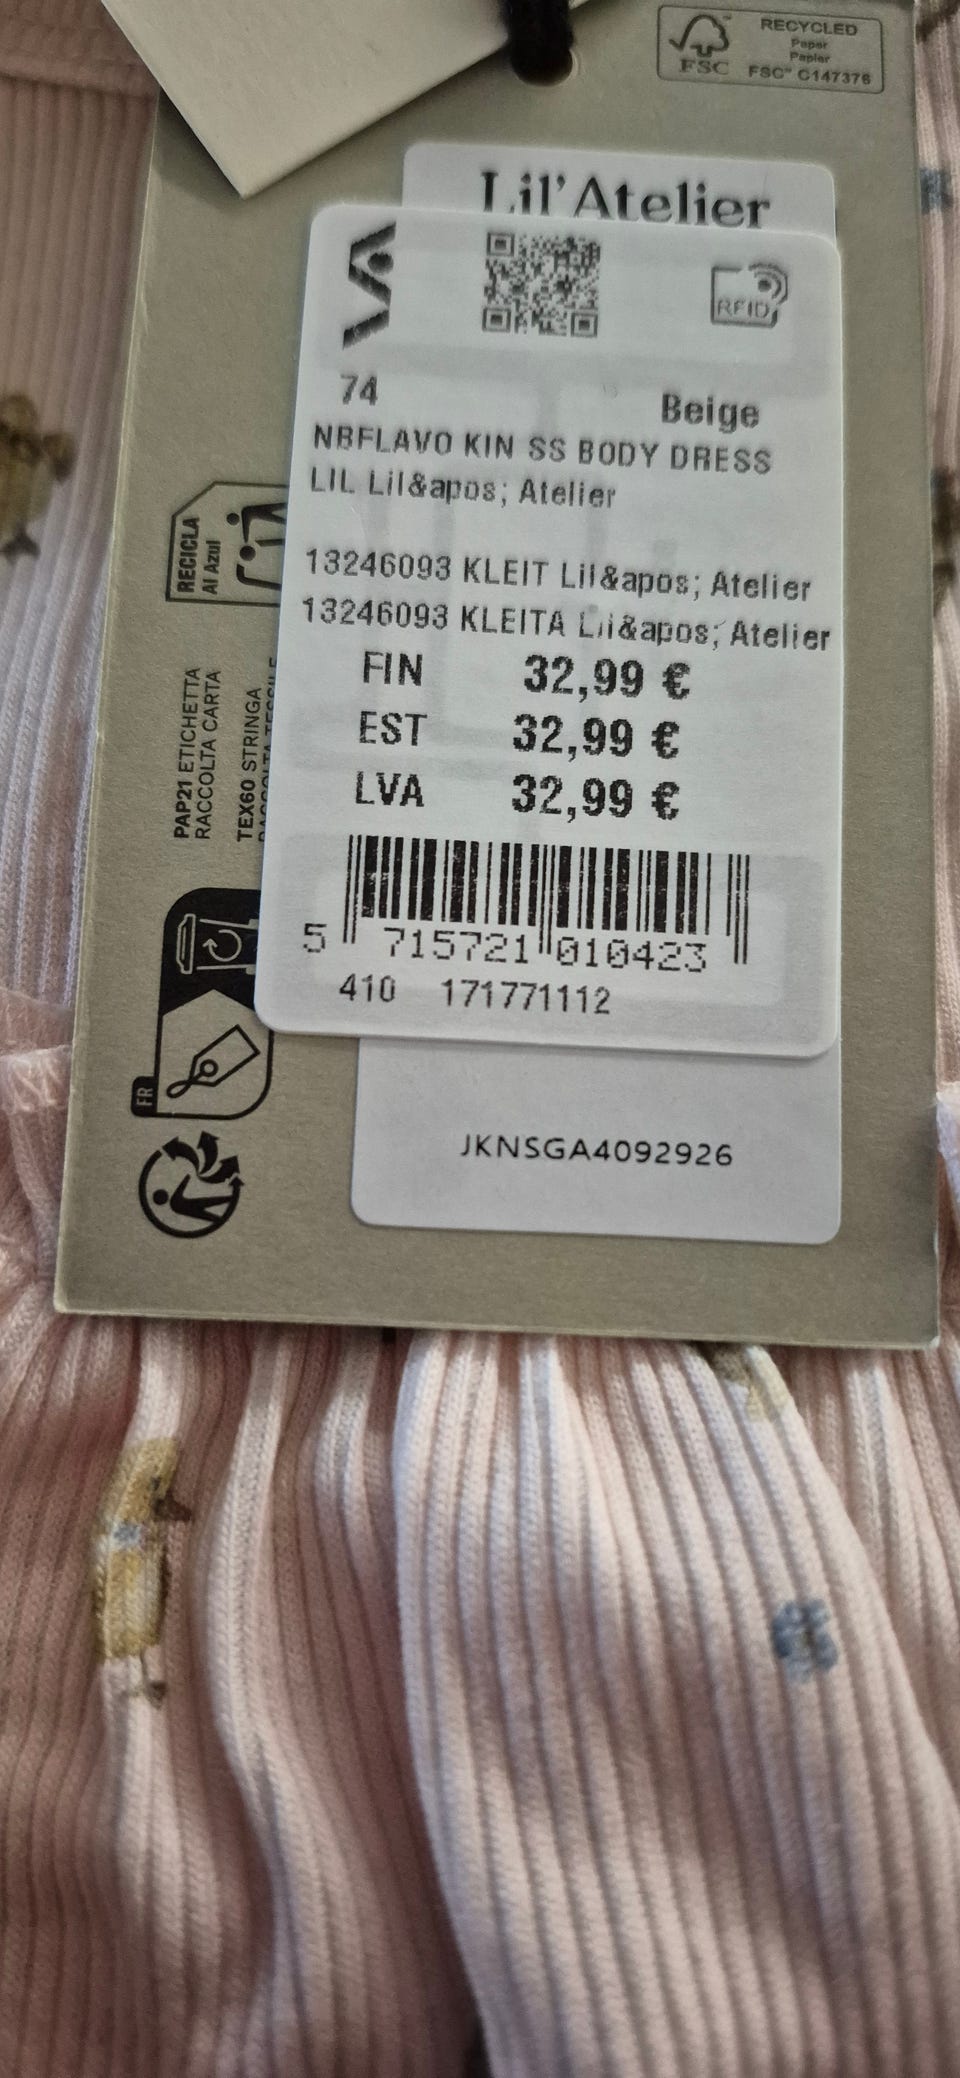 RECYCLED
Paper
Papier
FSC™ C147376
FSC
Lil'Atelier
RFID
74
Beige
NBFLAVO KIN SS BODY DRESS
LIL Lil&apos; Atelier
13246093 KLEIT Lil&apos; Atelier
13246093 KLEITA Lil&apos; Atelier
FIN 32,99 €
EST 32,99 €
LVA 32,99 €
5 715721 010423
410 171771112
JKNSGA4092926
RECICLA
Al Azul
PAP21 ETICHETTA
RACCOLTA CARTA
TEX60 STRINGA
FR